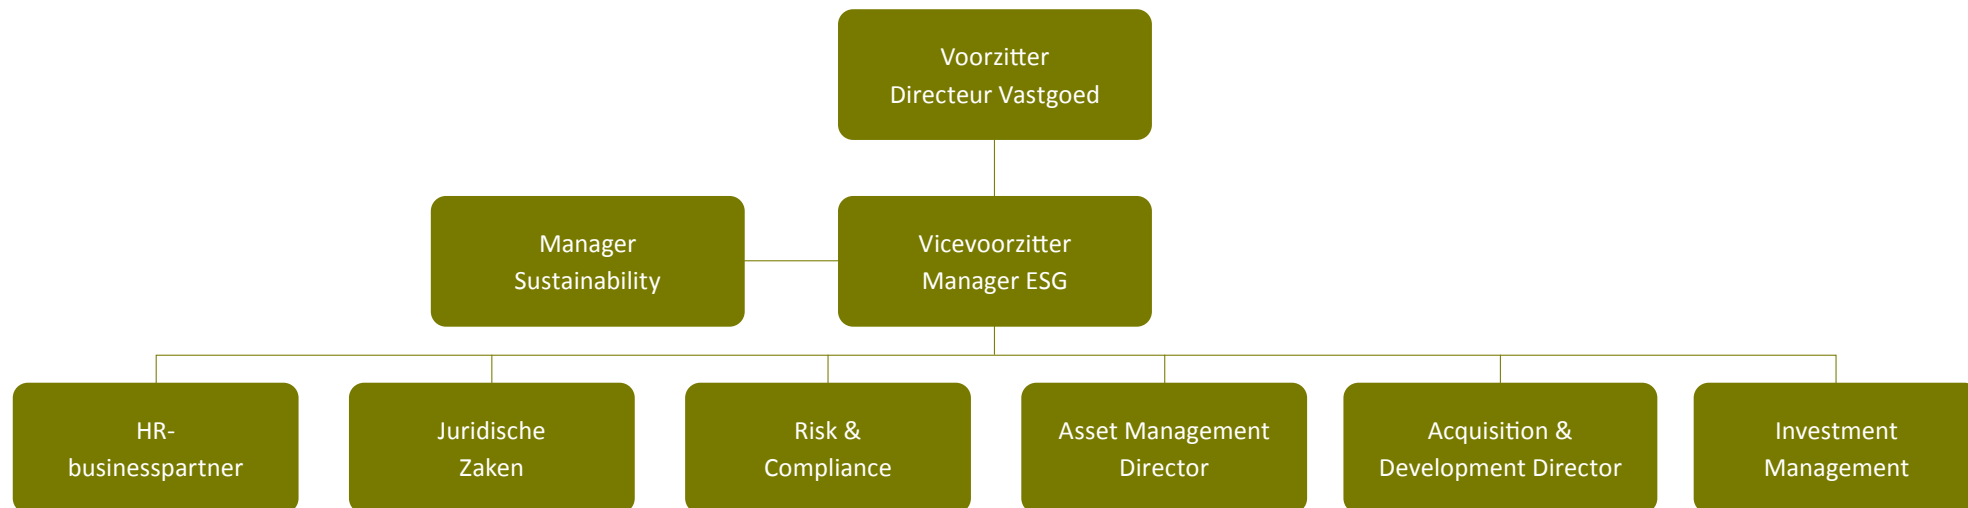 Voorzitter
Directeur Vastgoed
Manager
Sustainability
Vicevoorzitter
Manager ESG
HR-
businesspartner
Juridische
Zaken
Risk &
Compliance
Asset Management
Director
Acquisition &
Development Director
Investment
Management